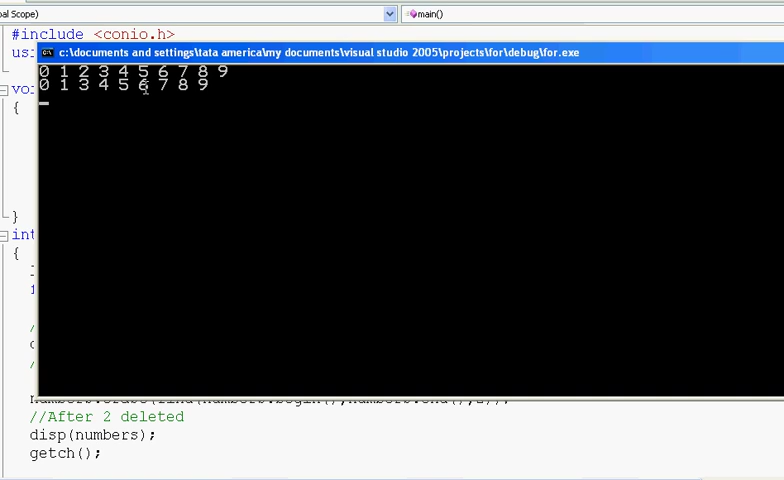 bal Scope)
main()
#include <conio.h>
c:\documents and settings\tata america\my documents\visual studio 2005\projects\for\debug\for.exe
0 1 2 3 4 5 6 7 8 9
0 1 3 4 5 6 7 8 9
{
}
int
{
//After 2 deleted
disp(numbers);
getch();